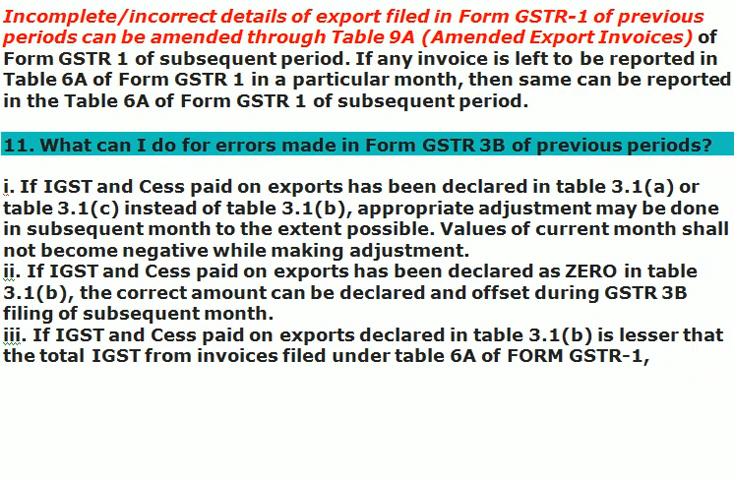 Incomplete/incorrect details of export filed in Form GSTR-1 of previous
periods can be amended through Table 9A (Amended Export Invoices) of
Form GSTR 1 of subsequent period. If any invoice is left to be reported in
Table 6A of Form GSTR 1 in a particular month, then same can be reported
in the Table 6A of Form GSTR 1 of subsequent period.
11. What can I do for errors made in Form GSTR 3B of previous periods?
i. If IGST and Cess paid on exports has been declared in table 3.1(a) or
table 3.1(c) instead of table 3.1(b), appropriate adjustment may be done
in subsequent month to the extent possible. Values of current month shall
not become negative while making adjustment.
ii. If IGST and Cess paid on exports has been declared as ZERO in table
3.1(b), the correct amount can be declared and offset during GSTR 3B
filing of subsequent month.
iii. If IGST and Cess paid on exports declared in table 3.1(b) is lesser that
the total IGST from invoices filed under table 6A of FORM GSTR-1,